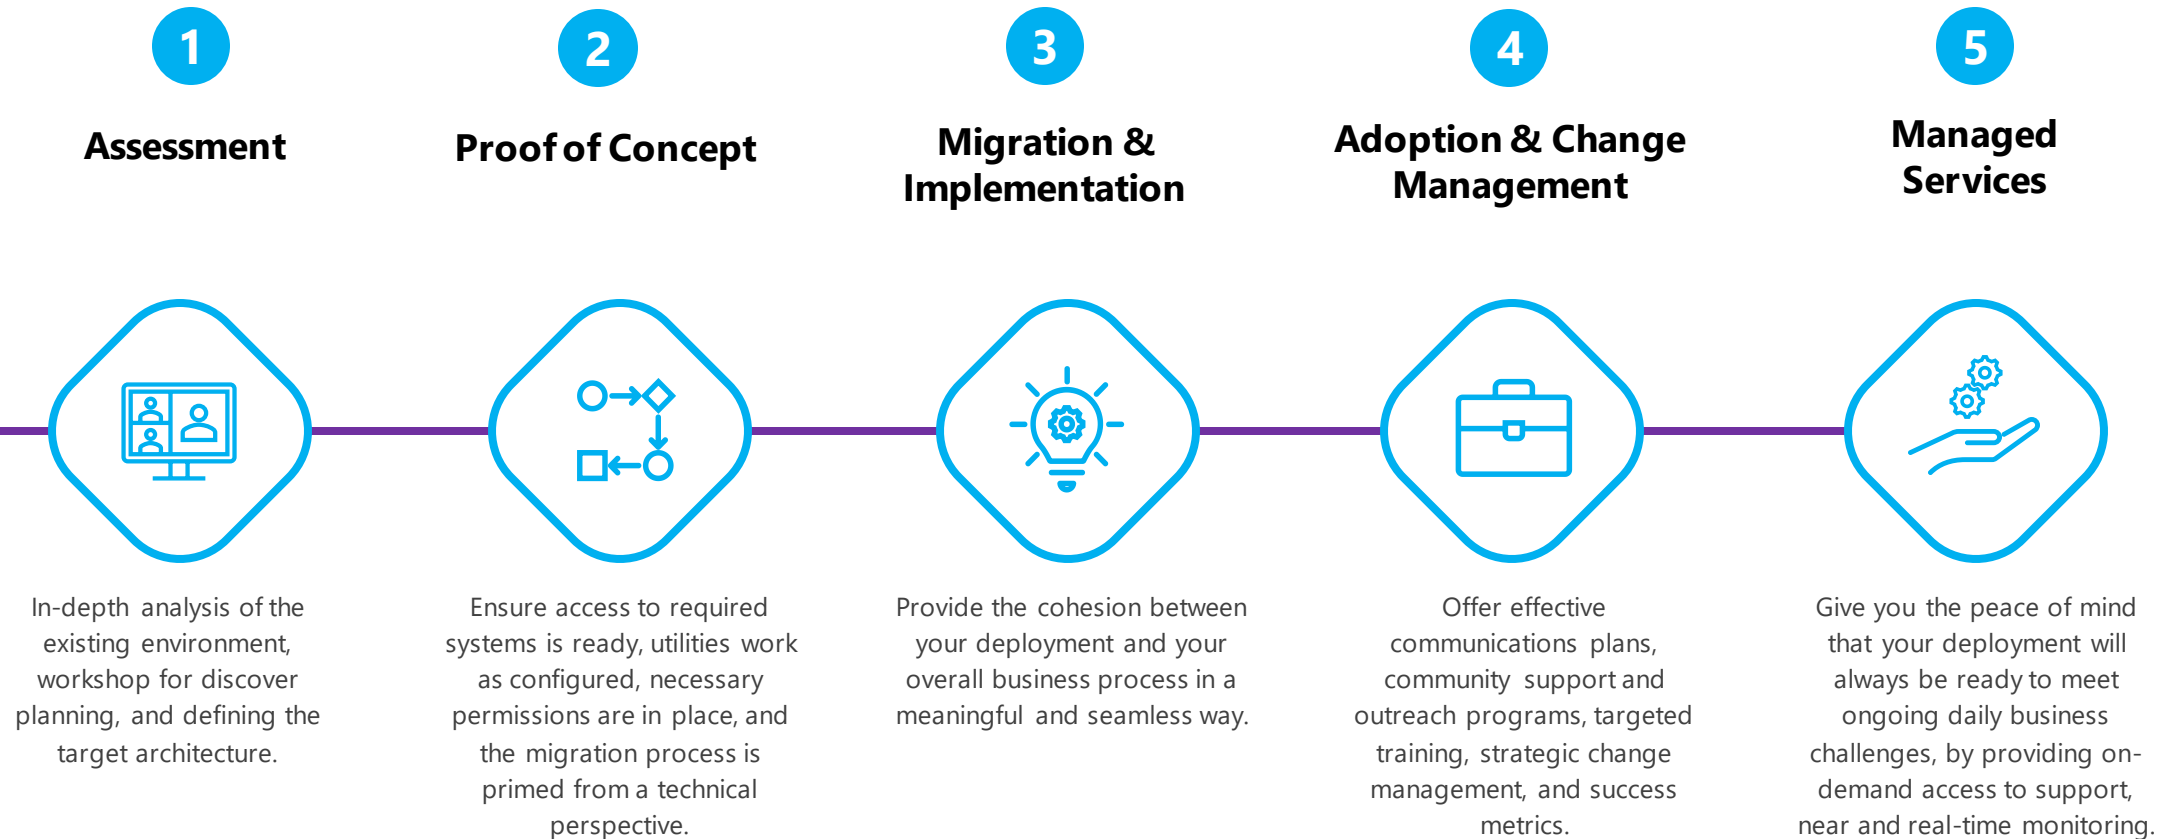 1
Assessment
In-depth analysis of the
existing environment,
workshop for discover
planning, and defining the
target architecture.
2
Proof of Concept
Ensure access to required
systems is ready, utilities work
as configured, necessary
permissions are in place, and
the migration process is
primed from a technical
perspective.
3
Migration &
Implementation
Provide the cohesion between
your deployment and your
overall business process in a
meaningful and seamless way.
4
Adoption & Change
Management
Offer effective
communications plans,
community support and
outreach programs, targeted
training, strategic change
management, and success
metrics.
5
Managed
Services
Give you the peace of mind
that your deployment will
always be ready to meet
ongoing daily business
challenges, by providing on-
demand access to support,
near and real-time monitoring.